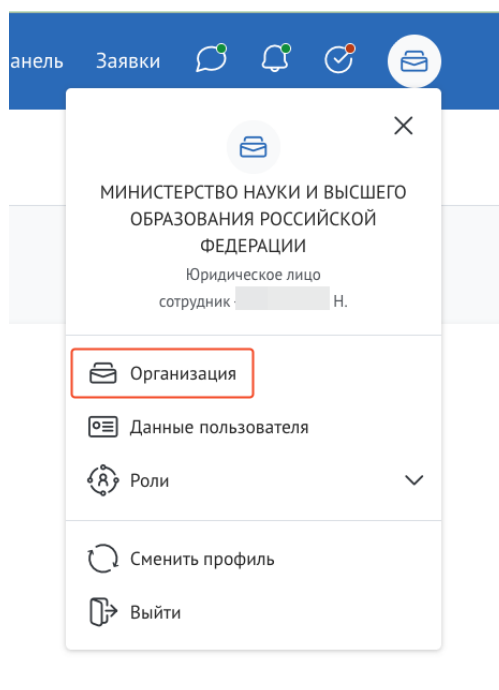 анель Заявки
МИНИСТЕРСТВО НАУКИ И ВЫСШЕГО
ОБРАЗОВАНИЯ РОССИЙСКОЙ
ФЕДЕРАЦИИ
Юридическое лицо
сотрудник Н.
Организация
Данные пользователя
Роли
Сменить профиль
Выйти